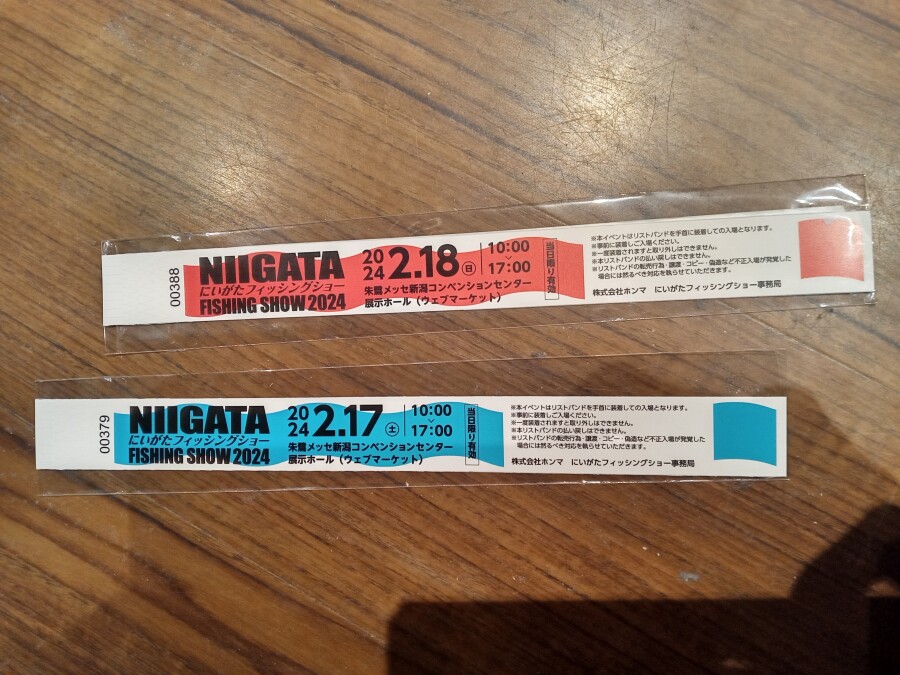 00388
NIIGATA
にいがたフィッシングショー
FISHING SHOW 2024
2024 2.18 (日) 10:00~17:00
朱鷺メッセ新潟コンベンションセンター
展示ホール(ウェブマーケット)
当日限り有効
※本イベントはリストバンドを手首に装着しての入場となります。
※事前に装着しご入場ください。
※一度装着されますと取り外しはできません。
※本リストバンドの払い戻しはできません。
※リストバンドの転売行為・譲渡・コピー・偽造など不正入場が発覚した
場合には然るべき対応を執らせていただきます。
株式会社ホンマ にいがたフィッシングショー事務局
00379
NIIGATA
にいがたフィッシングショー
FISHING SHOW 2024
2024 2.17 (土) 10:00~17:00
朱鷺メッセ新潟コンベンションセンター
展示ホール(ウェブマーケット)
当日限り有効
※本イベントはリストバンドを手首に装着しての入場となります。
※事前に装着しご入場ください。
※一度装着されますと取り外しはできません。
※本リストバンドの払い戻しはできません。
※リストバンドの転売行為・譲渡・コピー・偽造など不正入場が発覚した
場合には然るべき対応を執らせていただきます。
株式会社ホンマ にいがたフィッシングショー事務局